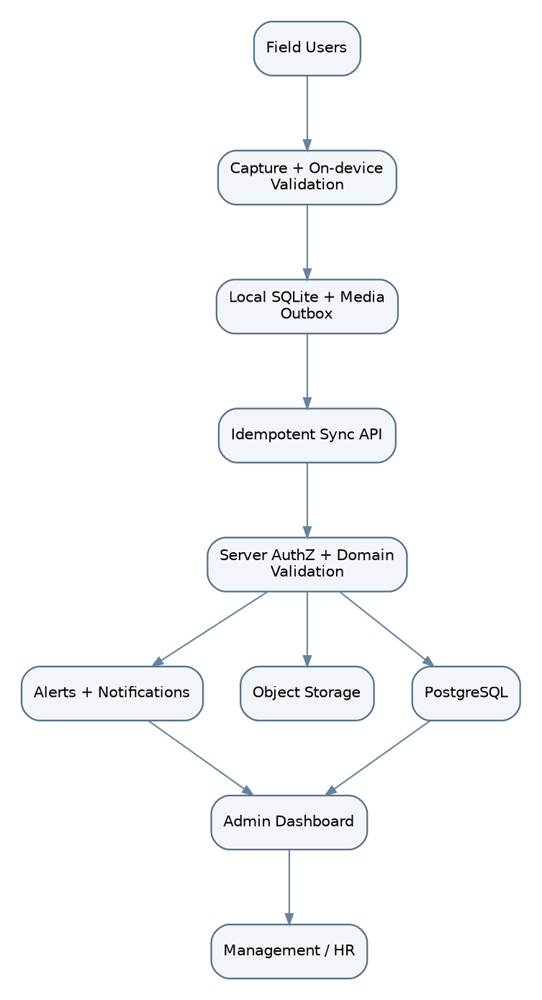 Field Users
Capture + On-device
Validation
Local SQLite + Media
Outbox
Idempotent Sync API
Server AuthZ + Domain
Validation
Alerts + Notifications
Object Storage
PostgreSQL
Admin Dashboard
Management / HR